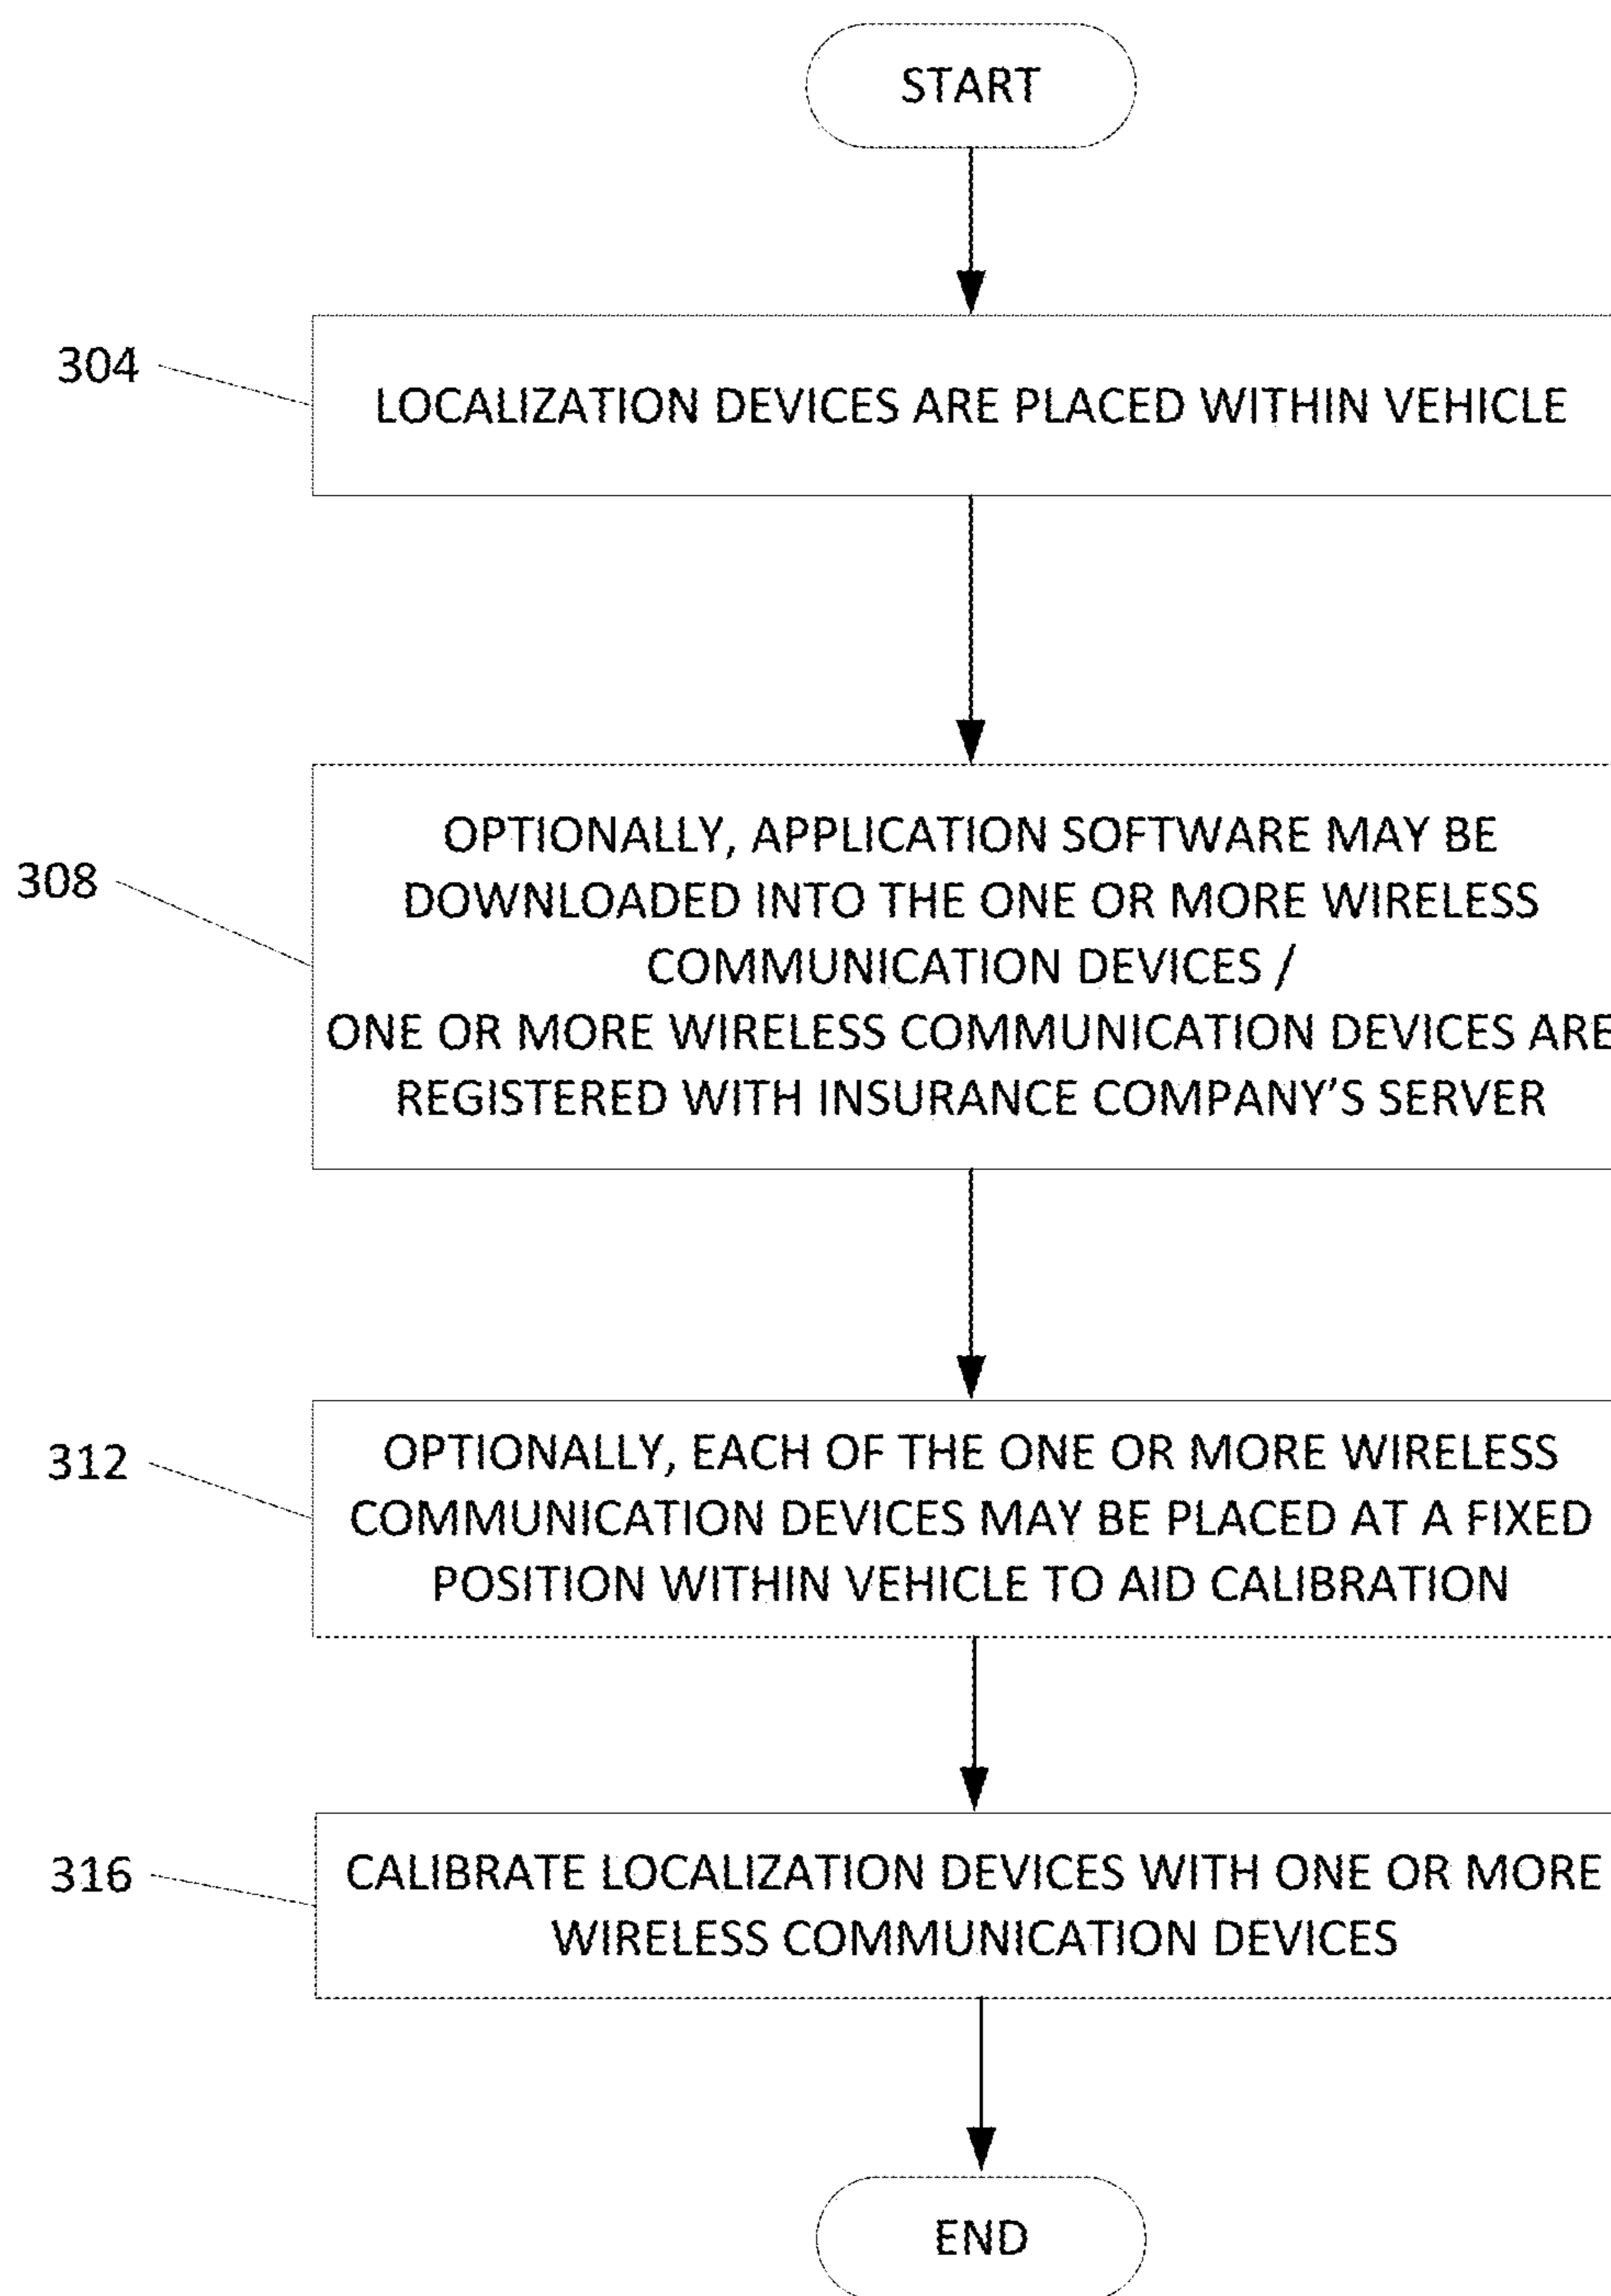 START
304
LOCALIZATION DEVICES ARE PLACED WITHIN VEHICLE
308
OPTIONALLY, APPLICATION SOFTWARE MAY BE
DOWNLOADED INTO THE ONE OR MORE WIRELESS
COMMUNICATION DEVICES /
ONE OR MORE WIRELESS COMMUNICATION DEVICES ARE
REGISTERED WITH INSURANCE COMPANY'S SERVER
312
OPTIONALLY, EACH OF THE ONE OR MORE WIRELESS
COMMUNICATION DEVICES MAY BE PLACED AT A FIXED
POSITION WITHIN VEHICLE TO AID CALIBRATION
316
CALIBRATE LOCALIZATION DEVICES WITH ONE OR MORE
WIRELESS COMMUNICATION DEVICES
END